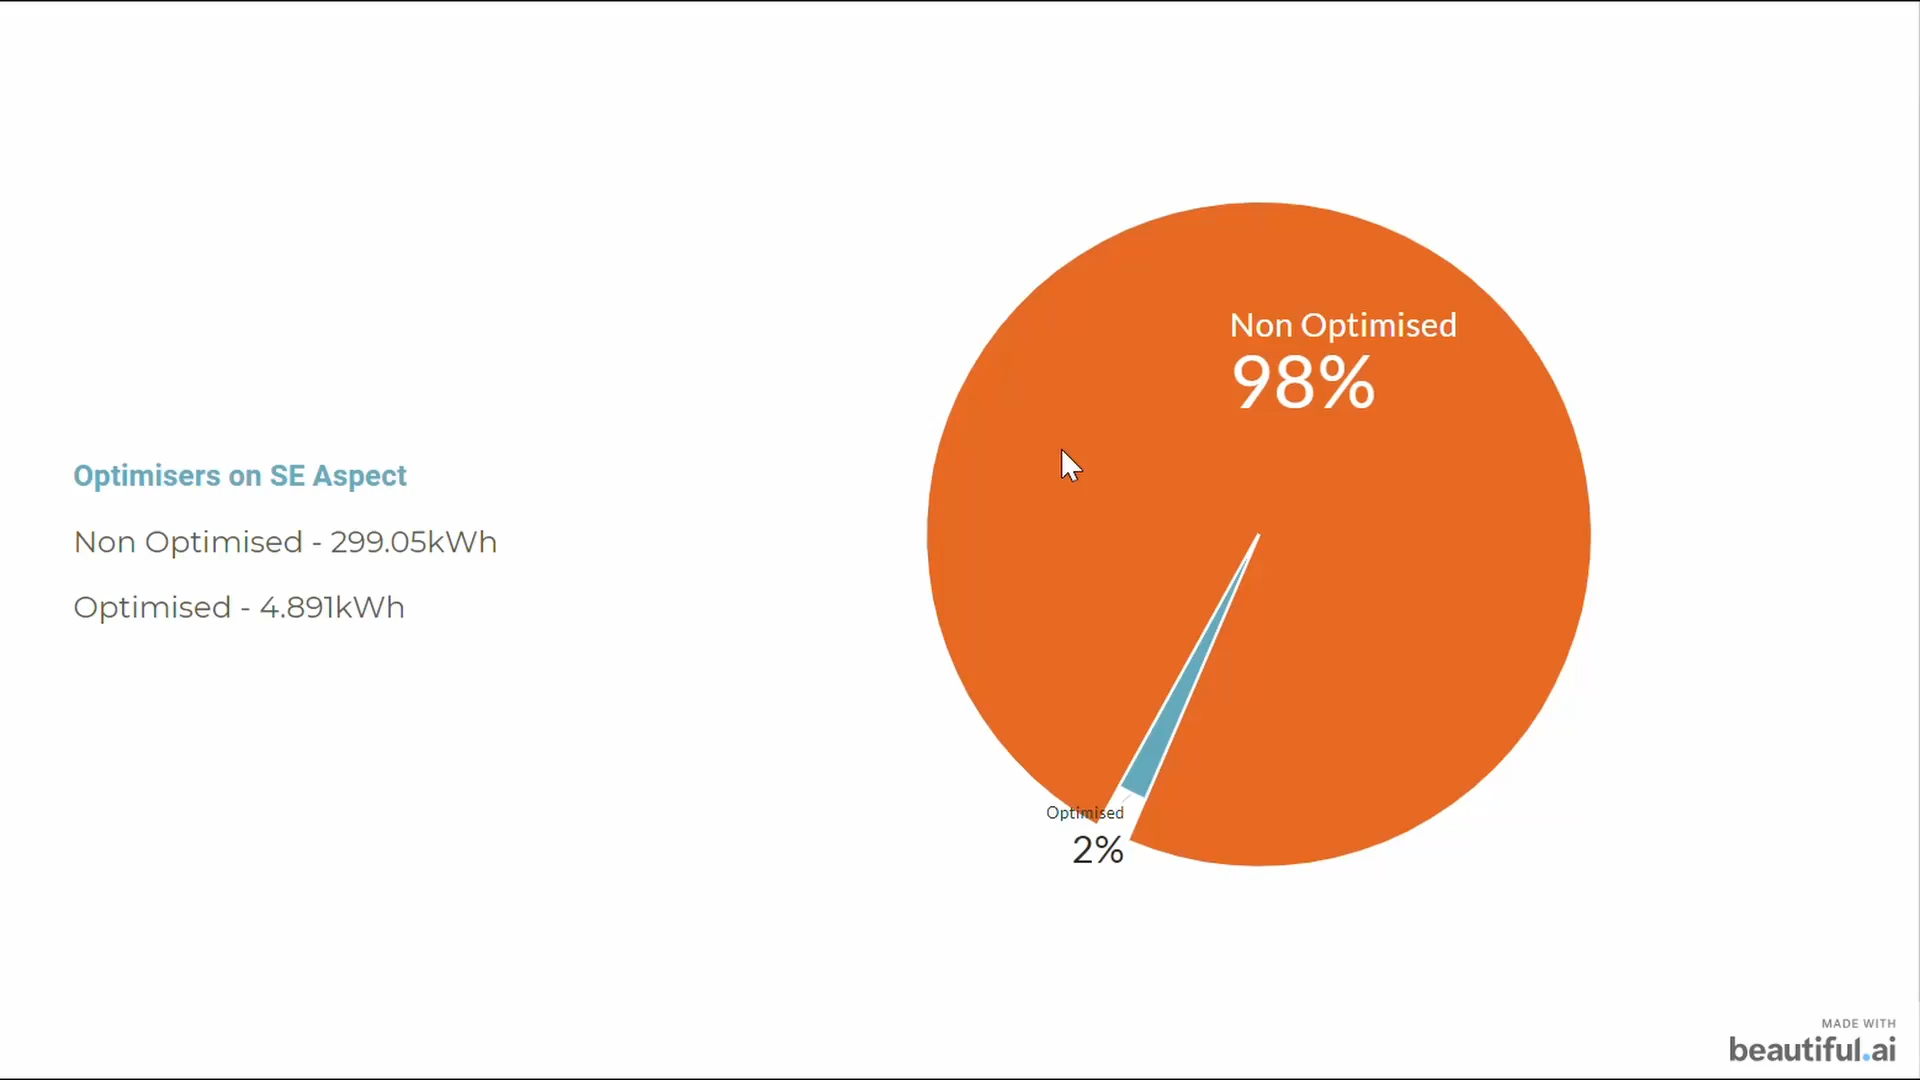 Optimisers on SE Aspect
Non Optimised - 299.05kWh
Optimised - 4.891kWh
Non Optimised
98%
Optimised
2%
MADE WITH
beautiful.ai